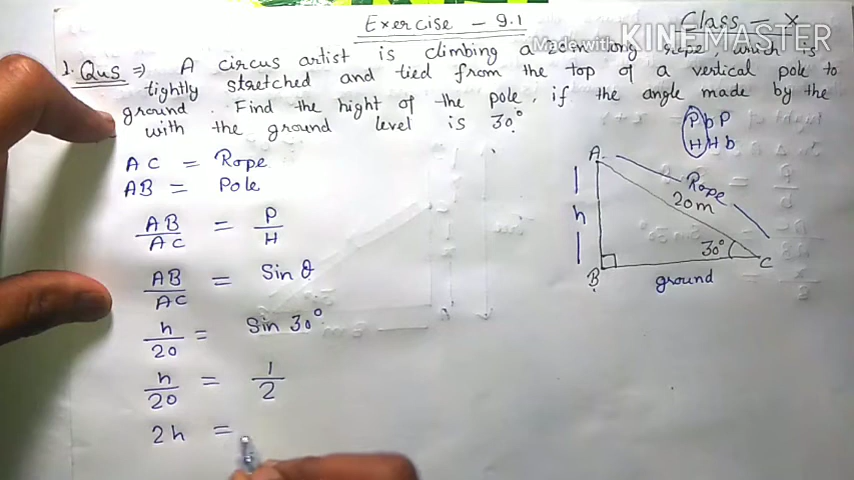 Exercise - 9.1
Class - X
Made with KINEMASTER
1. Qus ⇒ A circus artist is climbing a 20m long rope which is
tightly stretched and tied from the top of a vertical pole to
ground. Find the hight of the pole, if the angle made by the
with the ground level is 30°.
P b P
H H b
AC = Rope
AB = Pole
AB/AC = P/H
AB/AC = Sin θ
h/20 = Sin 30°
h/20 = 1/2
2h =
A
Rope
20m
h
30°
B
C
ground